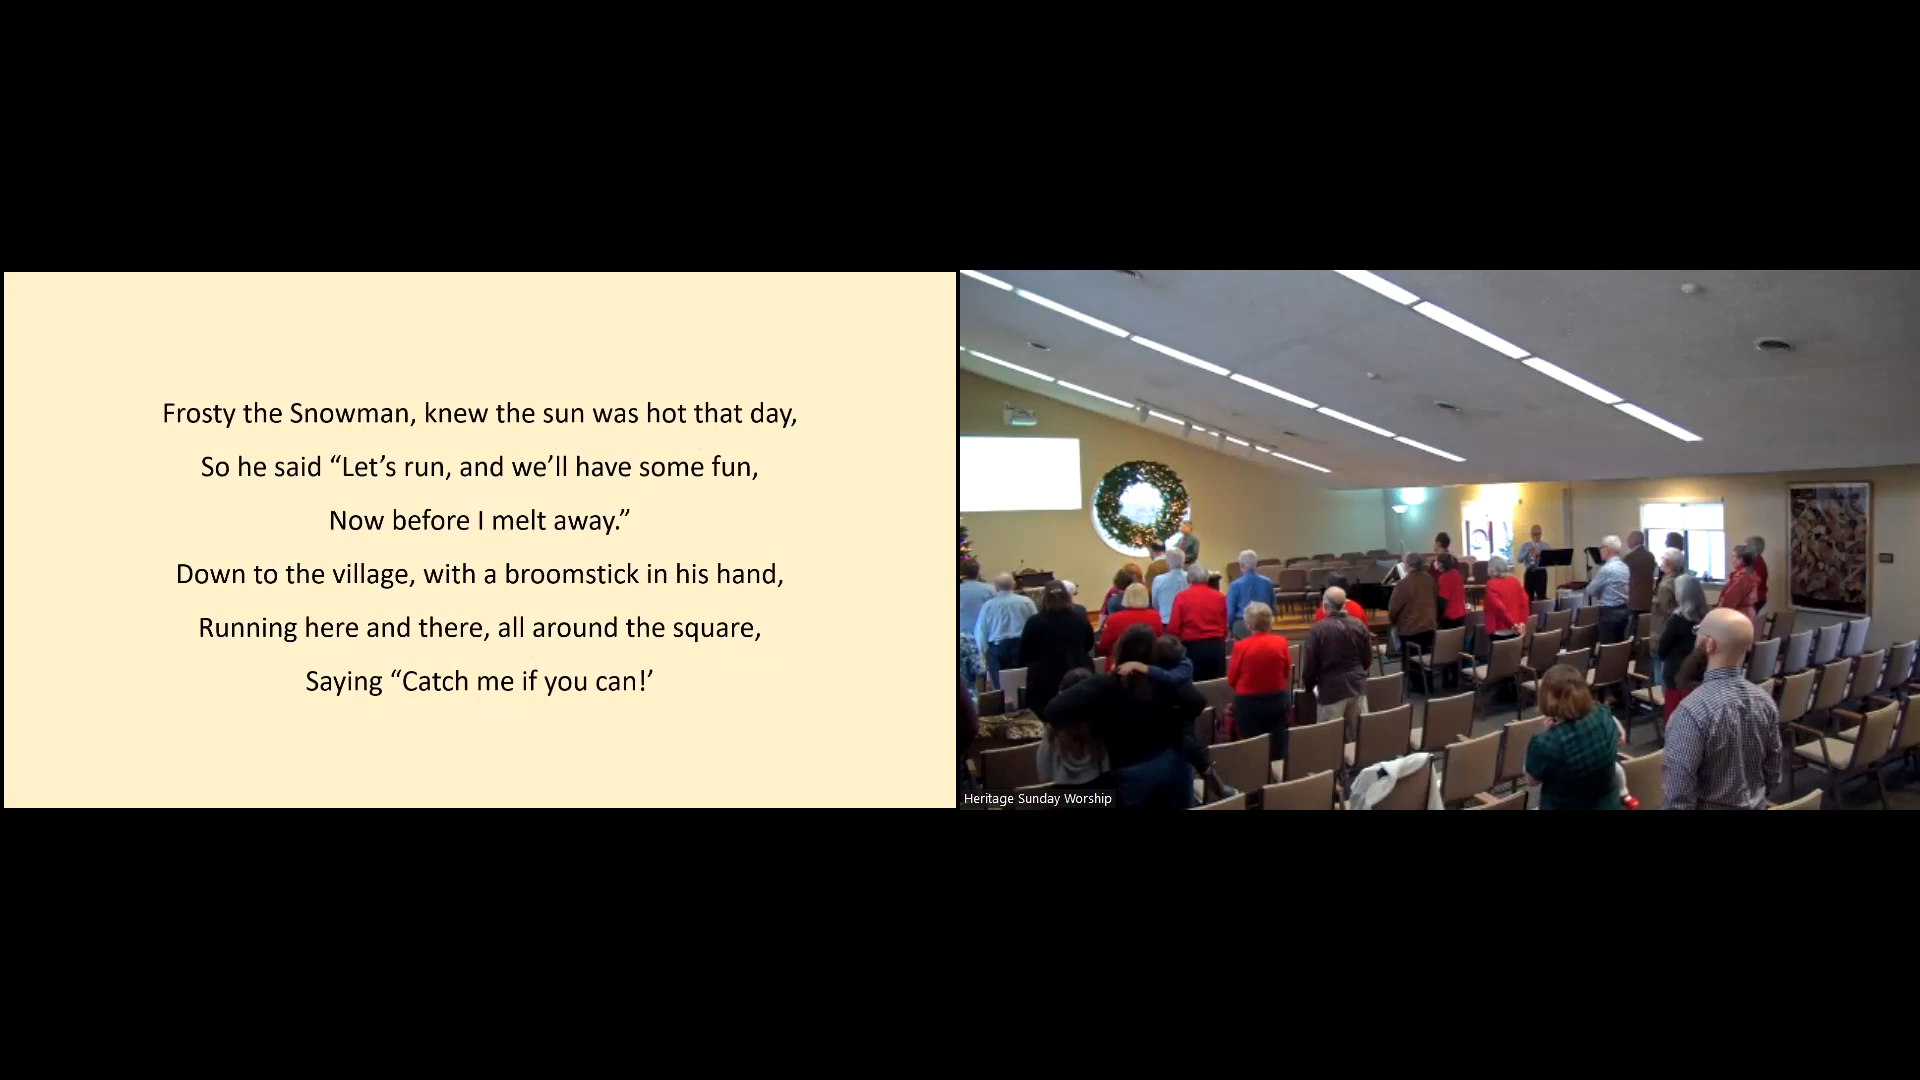 Frosty the Snowman, knew the sun was hot that day,
So he said “Let’s run, and we’ll have some fun,
Now before I melt away.”
Down to the village, with a broomstick in his hand,
Running here and there, all around the square,
Saying “Catch me if you can!’
Heritage Sunday Worship